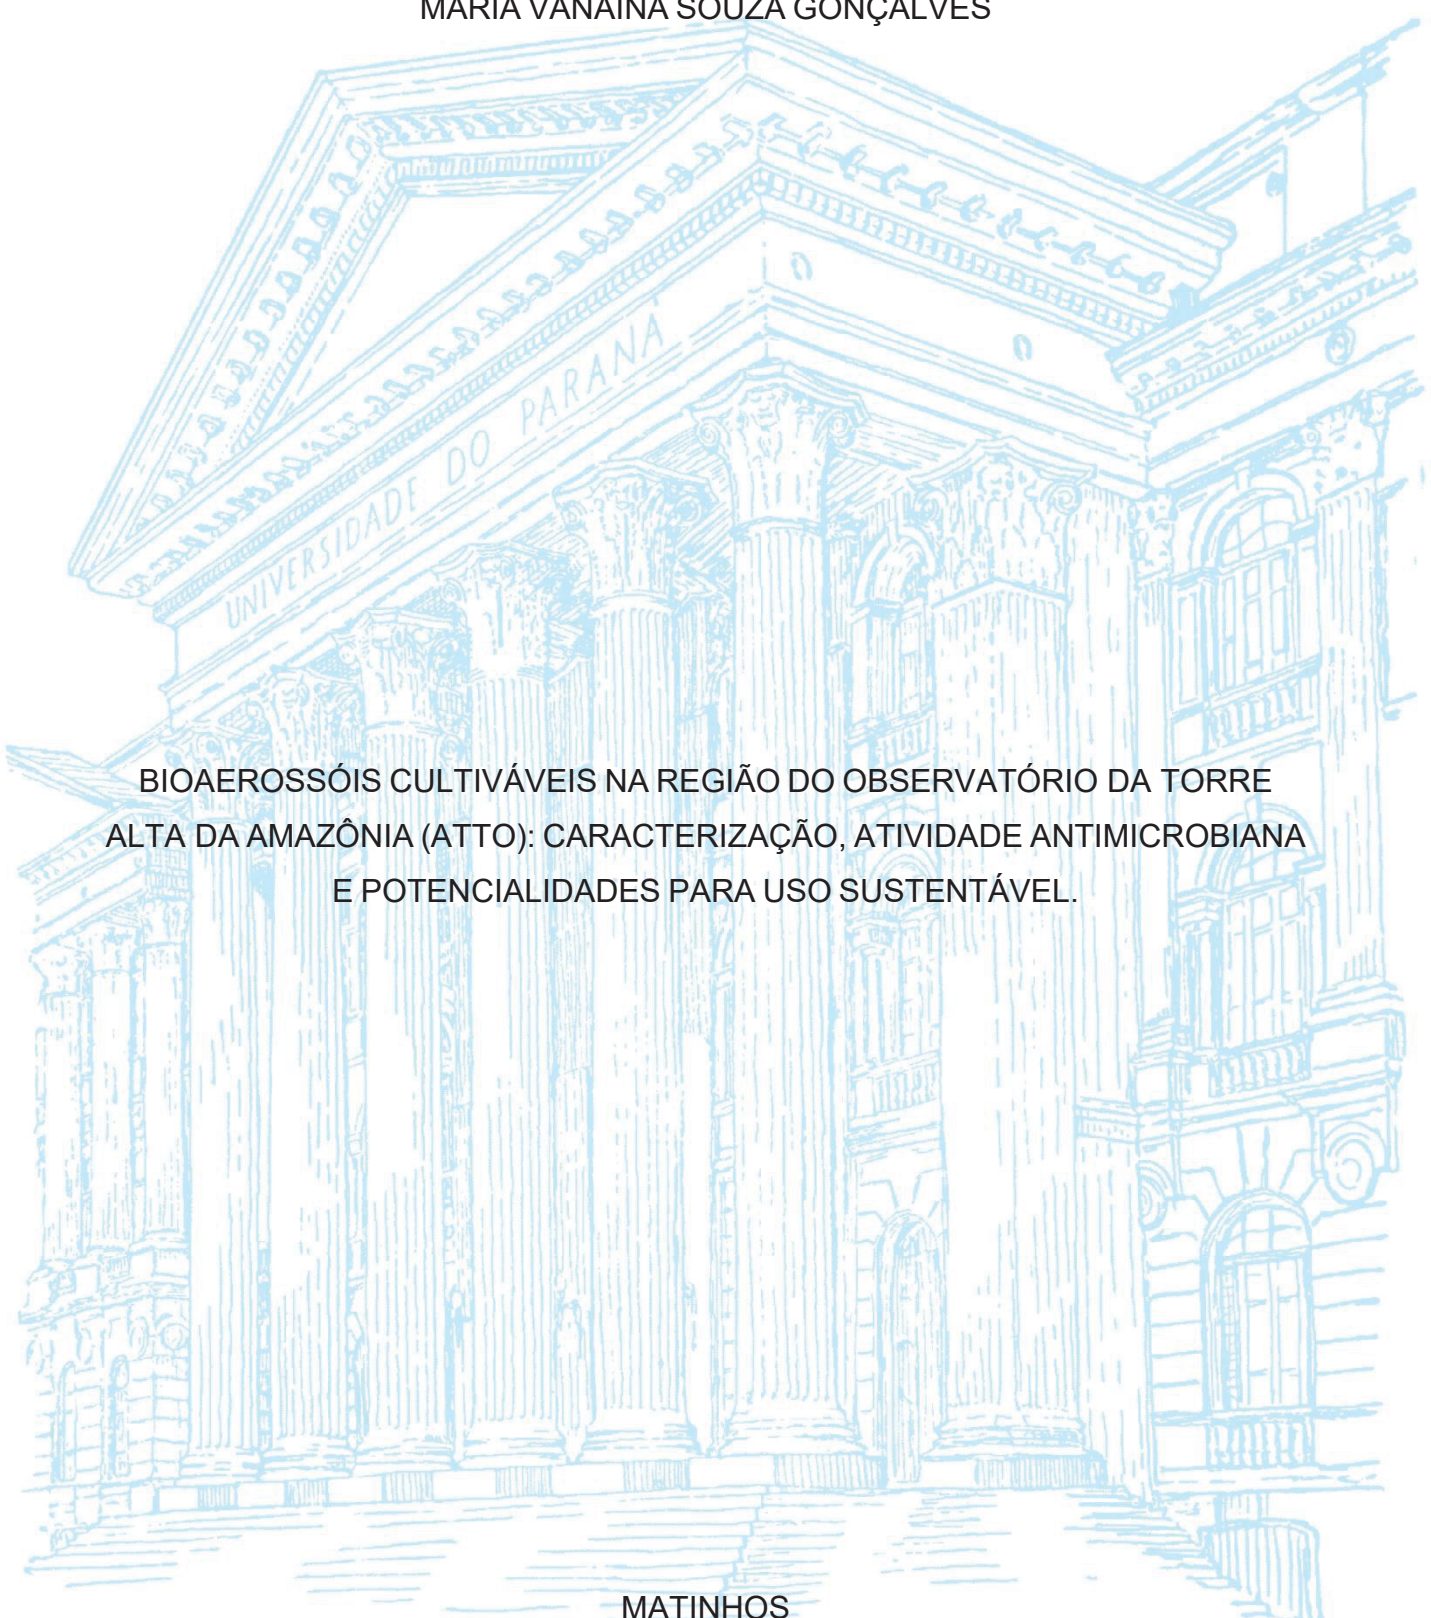 MARIA VANAINA SOUZA GONÇALVES
UNIVERSIDADE DO PARANÁ
BIOAEROSSÓIS CULTIVÁVEIS NA REGIÃO DO OBSERVATÓRIO DA TORRE
ALTA DA AMAZÔNIA (ATTO): CARACTERIZAÇÃO, ATIVIDADE ANTIMICROBIANA
E POTENCIALIDADES PARA USO SUSTENTÁVEL.
MATINHOS